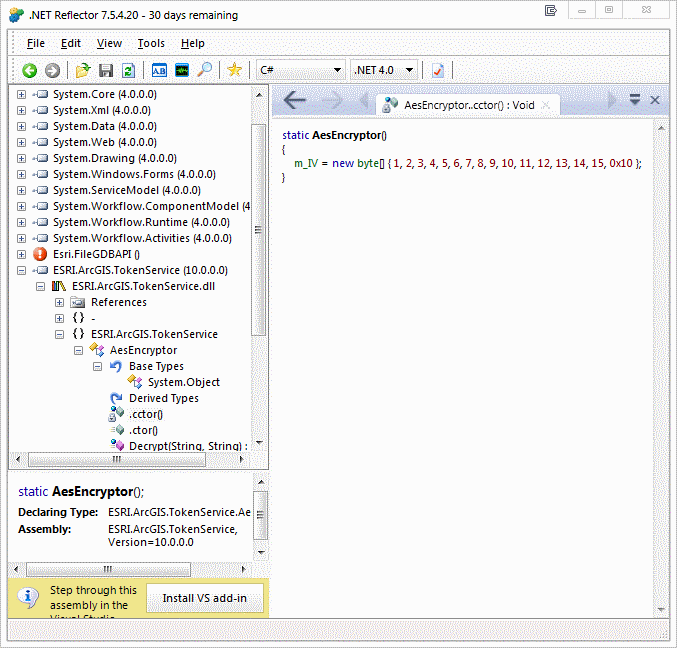 .NET Reflector 7.5.4.20 - 30 days remaining
File Edit View Tools Help
C# .NET 4.0
System.Core (4.0.0.0)
System.Xml (4.0.0.0)
System.Data (4.0.0.0)
System.Web (4.0.0.0)
System.Drawing (4.0.0.0)
System.Windows.Forms (4.0.0.0)
System.ServiceModel (4.0.0.0)
System.Workflow.ComponentModel (4
System.Workflow.Runtime (4.0.0.0)
System.Workflow.Activities (4.0.0.0)
Esri.FileGDBAPI ()
ESRI.ArcGIS.TokenService (10.0.0.0)
ESRI.ArcGIS.TokenService.dll
References
{} -
{} ESRI.ArcGIS.TokenService
AesEncryptor
Base Types
System.Object
Derived Types
.cctor()
.ctor()
Decrypt(String, String) :
AesEncryptor..cctor() : Void
static AesEncryptor()
{
m_IV = new byte[] { 1, 2, 3, 4, 5, 6, 7, 8, 9, 10, 11, 12, 13, 14, 15, 0x10 };
}
static AesEncryptor();
Declaring Type: ESRI.ArcGIS.TokenService.Ae
Assembly: ESRI.ArcGIS.TokenService,
Version=10.0.0.0
Step through this
assembly in the
Visual Studio
Install VS add-in